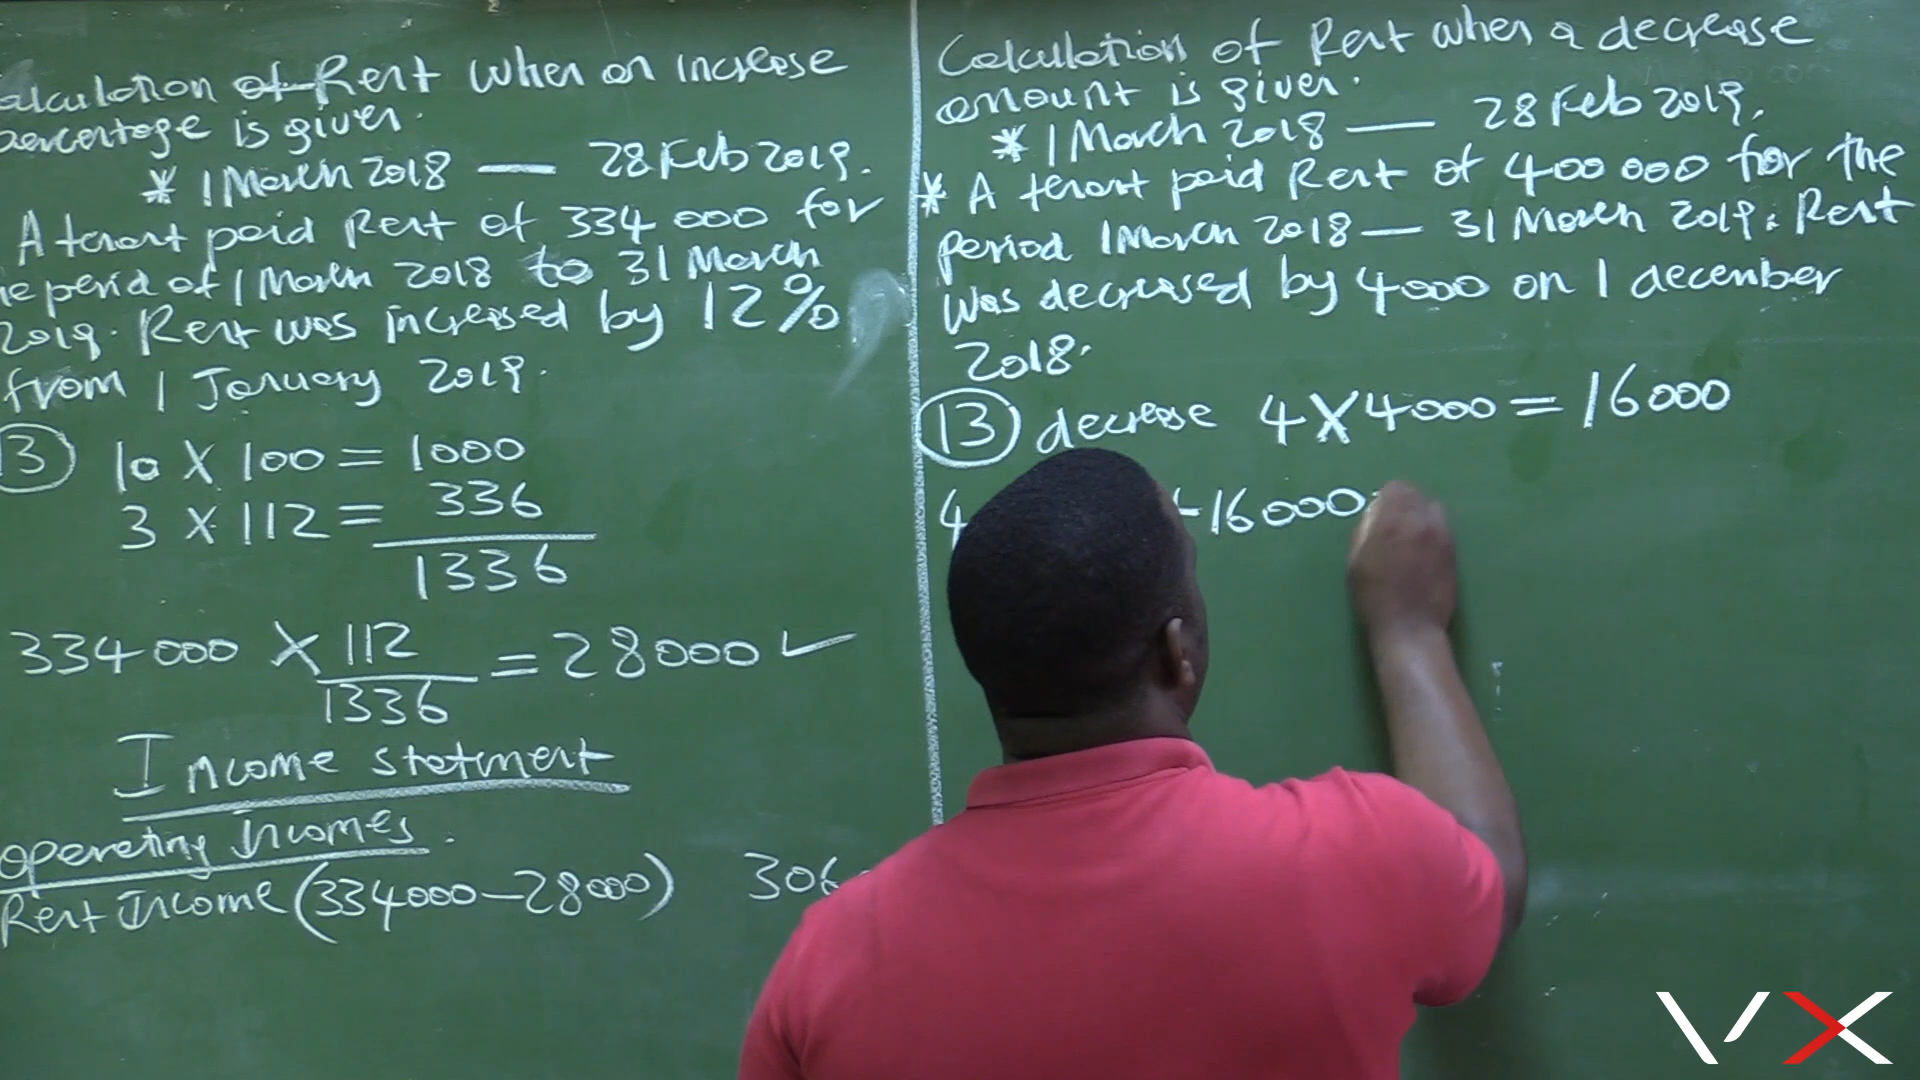 alculation of Rent when an increase
percentage is given.
* 1 March 2018 — 28 Feb 2019.
A tenant paid Rent of 334 000 for
he period of 1 March 2018 to 31 March
2019. Rent was increased by 12%
from 1 January 2019.
13 10 X 100 = 1000
3 X 112 = 336
1336
334 000 X 112 = 28 000 ✓
1336
Income statement
operating Incomes.
Rent Income (334000 - 28000) 306
Calculation of Rent when a decrease
amount is given.
* 1 March 2018 — 28 Feb 2019.
* A tenant paid Rent of 400 000 for the
period 1 March 2018 — 31 March 2019. Rent
was decreased by 4000 on 1 december
2018.
13 decrease 4 X 4000 = 16000
4 + 16000
VX